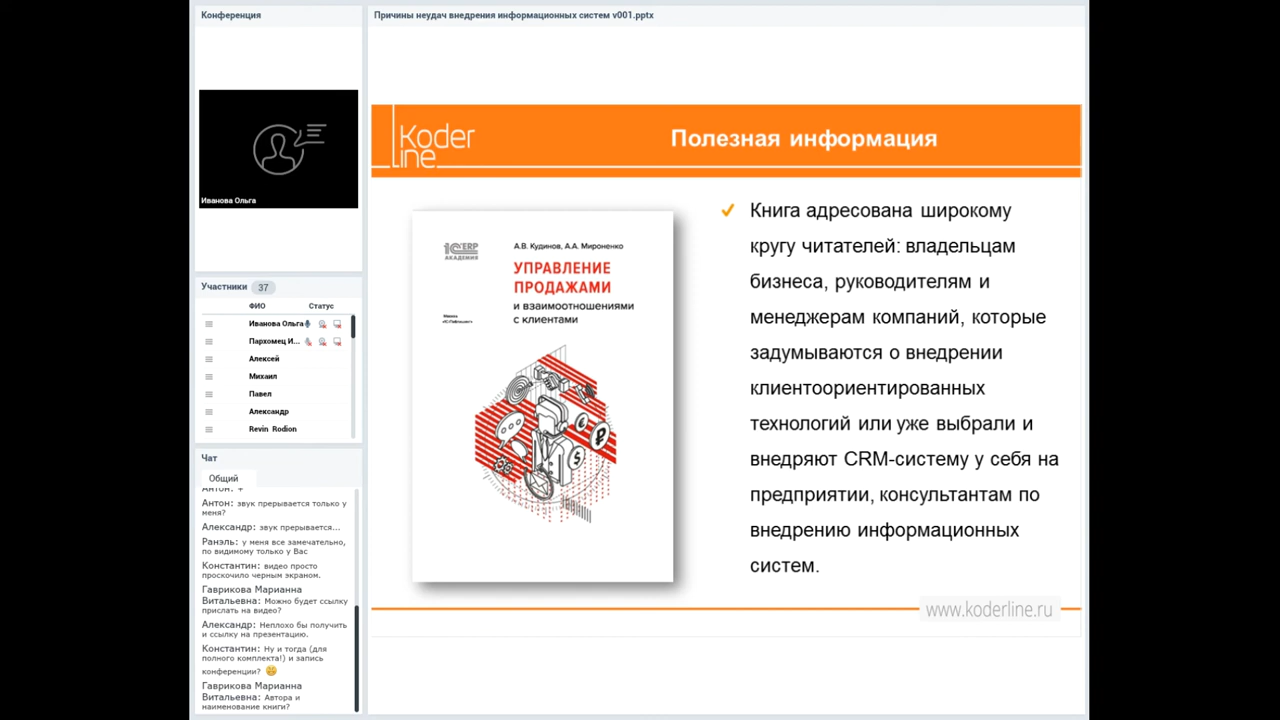 Конференция
Иванова Ольга
Участники 37
ФИО Статус
Иванова Ольга
Пархомец И...
Алексей
Михаил
Павел
Александр
Revin Rodion
Чат
Общий
Антон: +
Антон: звук прерывается только у
меня?
Александр: звук прерывается...
Ранэль: у меня все замечательно,
по видимому только у Вас
Константин: видео просто
проскочило черным экраном.
Гаврикова Марианна
Витальевна: Можно будет ссылку
прислать на видео?
Александр: Неплохо бы получить
и ссылку на презентацию.
Константин: Ну и тогда (для
полного комплекта!) и запись
конференции?
Гаврикова Марианна
Витальевна: Автора и
наименование книги?
Причины неудач внедрения информационных систем v001.pptx
Koder
line
Полезная информация
1С:ERP
АКАДЕМИЯ
А.В. Кудинов, А.А. Мироненко
УПРАВЛЕНИЕ
ПРОДАЖАМИ
и взаимоотношениями
с клиентами
Книга адресована широкому
кругу читателей: владельцам
бизнеса, руководителям и
менеджерам компаний, которые
задумываются о внедрении
клиентоориентированных
технологий или уже выбрали и
внедряют CRM-систему у себя на
предприятии, консультантам по
внедрению информационных
систем.
www.koderline.ru